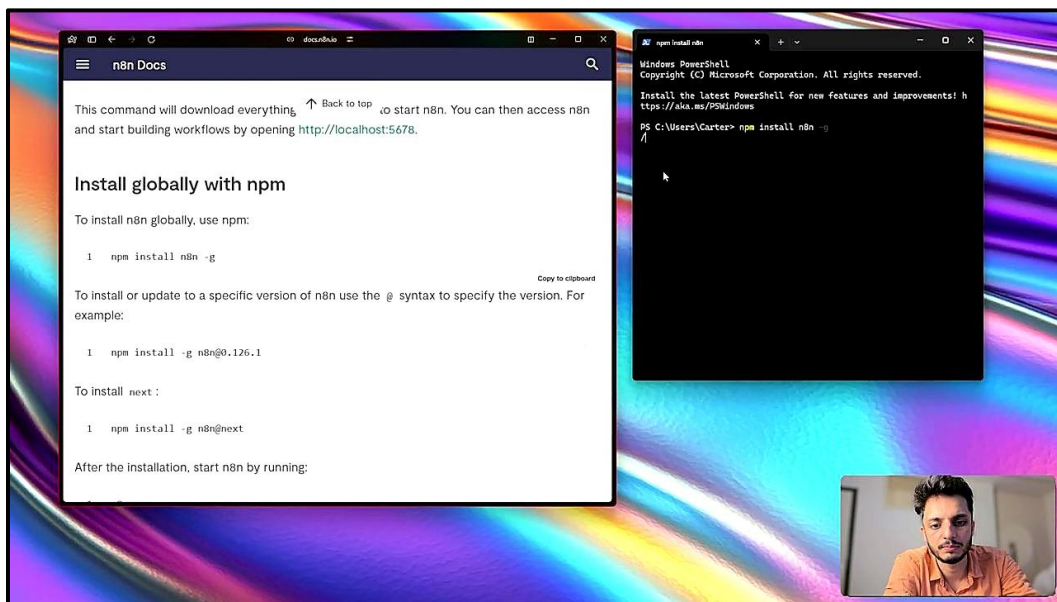 docs.n8n.io
n8n Docs
This command will download everything
Back to top
to start n8n. You can then access n8n
and start building workflows by opening http://localhost:5678.
Install globally with npm
To install n8n globally, use npm:
1 npm install n8n -g
Copy to clipboard
To install or update to a specific version of n8n use the @ syntax to specify the version. For
example:
1 npm install -g n8n@0.126.1
To install next :
1 npm install -g n8n@next
After the installation, start n8n by running:
npm install n8n
Windows PowerShell
Copyright (C) Microsoft Corporation. All rights reserved.
Install the latest PowerShell for new features and improvements! h
ttps://aka.ms/PSWindows
PS C:\Users\Carter> npm install n8n -g
/